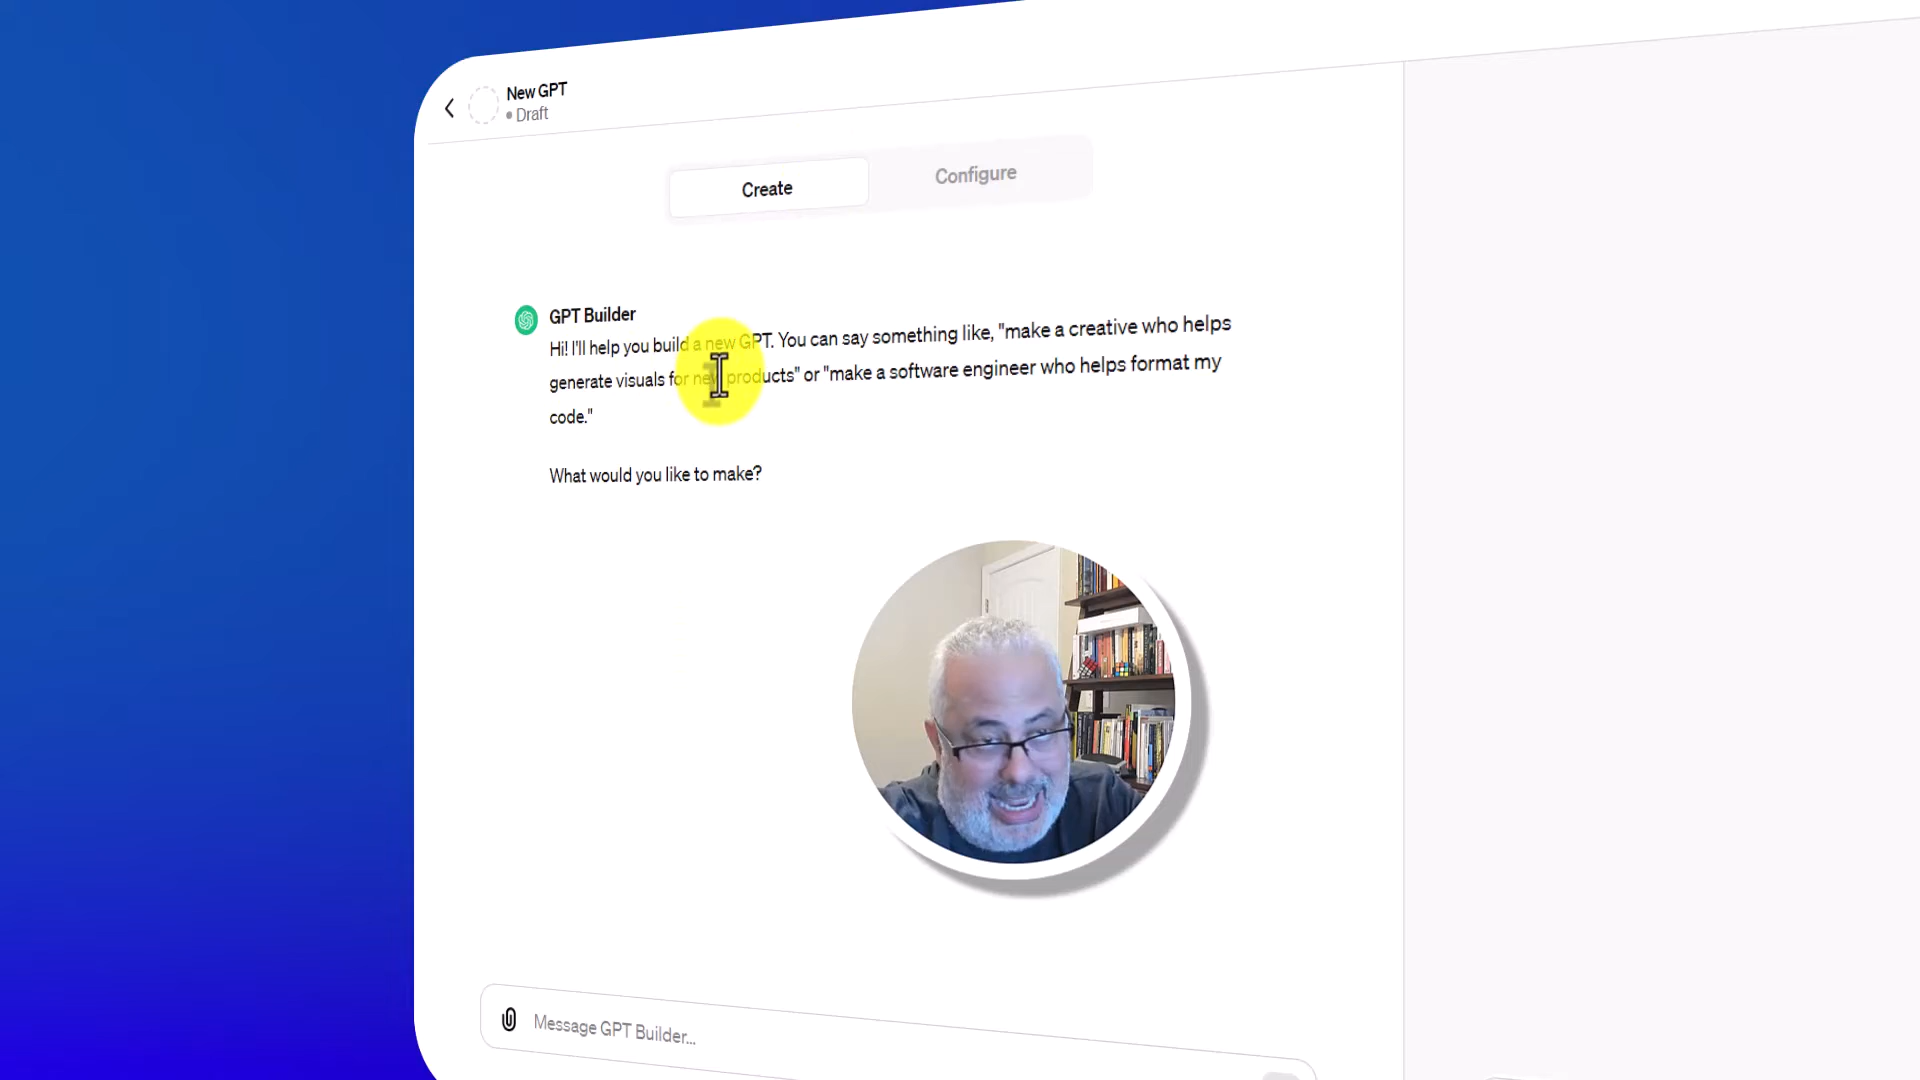 New GPT
• Draft
Create
Configure
GPT Builder
Hi! I'll help you build a new GPT. You can say something like, "make a creative who helps
generate visuals for new products" or "make a software engineer who helps format my
code."
What would you like to make?
Message GPT Builder...